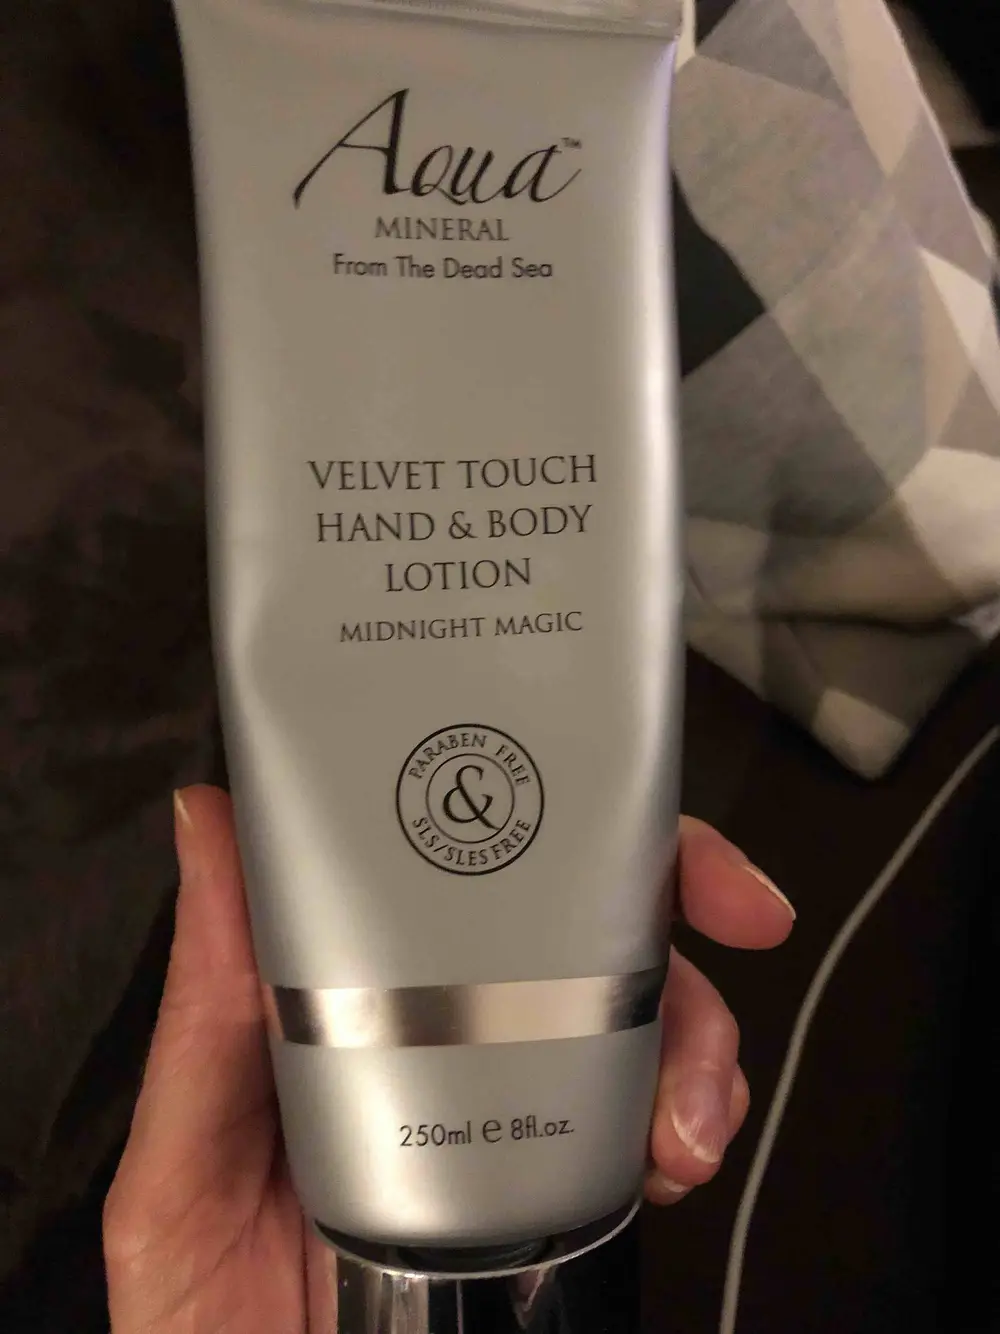 Aqua™
MINERAL
From The Dead Sea
VELVET TOUCH
HAND & BODY
LOTION
MIDNIGHT MAGIC
PARABEN FREE
&
SLS/SLES FREE
250ml e 8fl.oz.